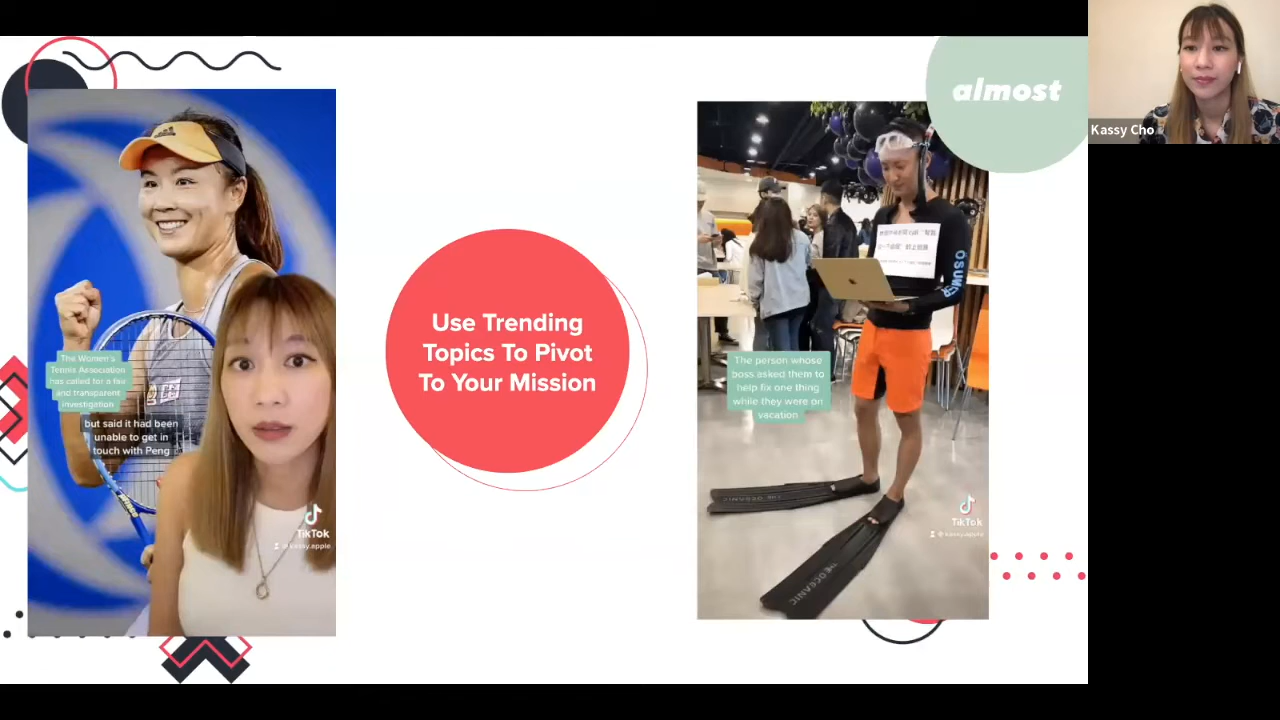 almost
Kassy Cho
The Women's
Tennis Association
has called for a fair
and transparent
investigation
but said it had been
unable to get in
touch with Peng
TikTok
Use Trending
Topics To Pivot
To Your Mission
The person whose
boss asked them to
help fix one thing
while they were on
vacation
THE OCEANIC
TikTok